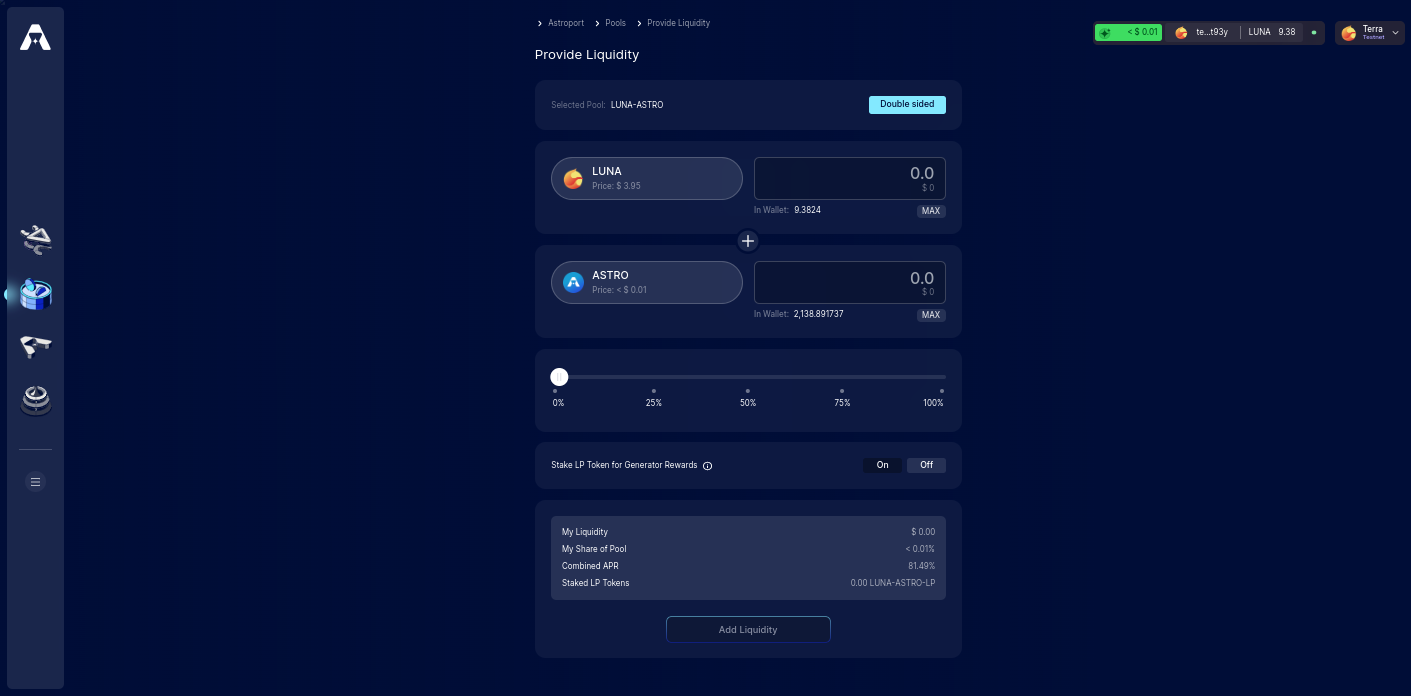 Astroport Pools Provide Liquidity
< $ 0.01 te...t93y LUNA 9.38 Terra
Testnet
Provide Liquidity
Selected Pool: LUNA-ASTRO Double sided
LUNA
Price: $ 3.95
0.0
$ 0
In Wallet: 9.3824 MAX
ASTRO
Price: < $ 0.01
0.0
$ 0
In Wallet: 2,138.891737 MAX
0% 25% 50% 75% 100%
Stake LP Token for Generator Rewards On Off
My Liquidity $ 0.00
My Share of Pool < 0.01%
Combined APR 81.49%
Staked LP Tokens 0.00 LUNA-ASTRO-LP
Add Liquidity